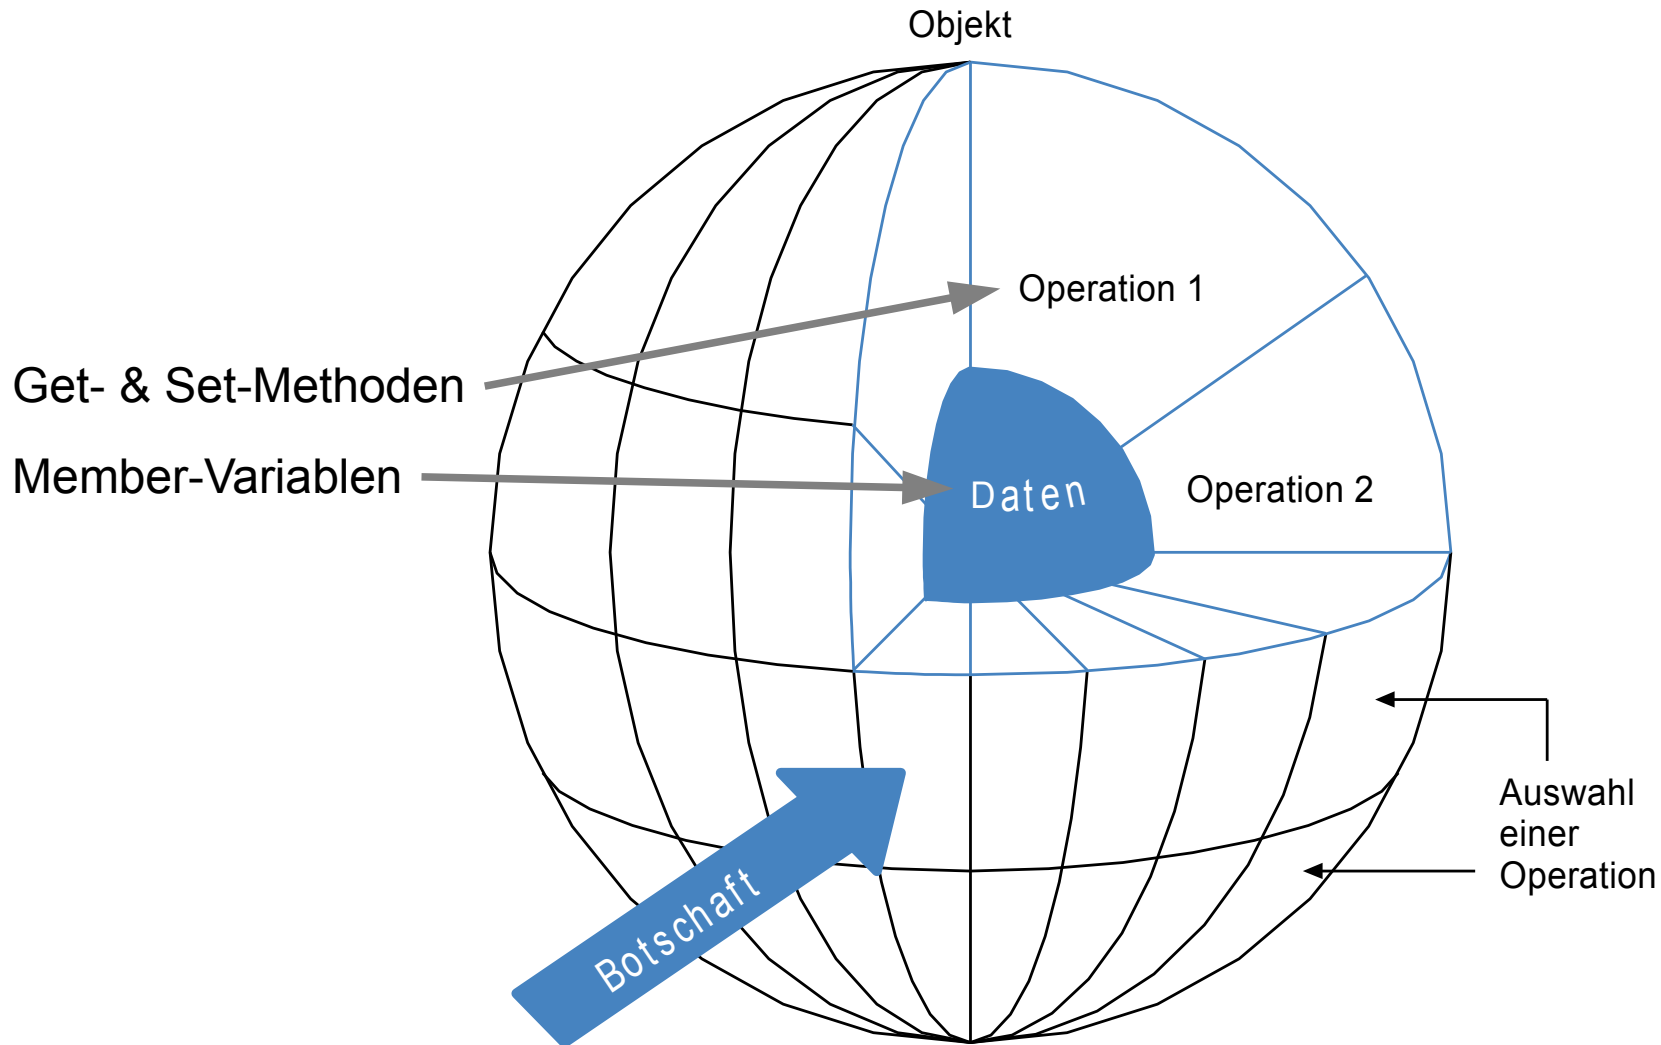 Objekt
Operation 1
Get- & Set-Methoden
Member-Variablen
Daten
Operation 2
Auswahl
einer
Operation
Botschaft